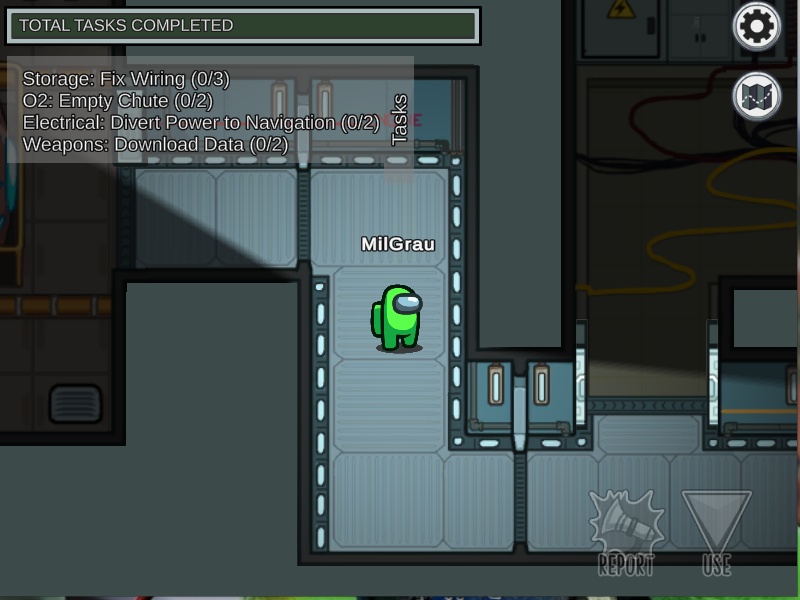 TOTAL TASKS COMPLETED
Storage: Fix Wiring (0/3)
O2: Empty Chute (0/2)
Electrical: Divert Power to Navigation (0/2)
Weapons: Download Data (0/2)
Tasks
MilGrau
REPORT
USE